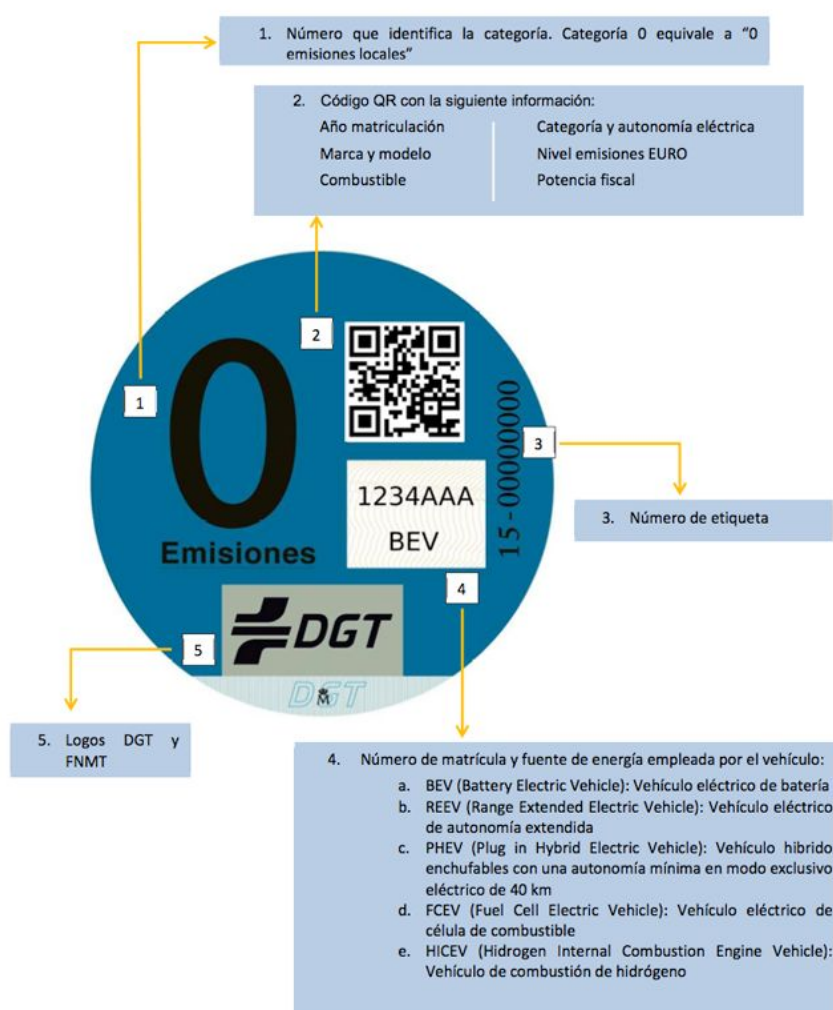 1. Número que identifica la categoría. Categoría 0 equivale a “0
emisiones locales”
2. Código QR con la siguiente información:
Año matriculación
Marca y modelo
Combustible
Categoría y autonomía eléctrica
Nivel emisiones EURO
Potencia fiscal
2
1
0
Emisiones
1234AAA
BEV
15-00000000
3
3. Número de etiqueta
4
5
DGT
DGT
5. Logos DGT y
FNMT
4. Número de matrícula y fuente de energía empleada por el vehículo:
a. BEV (Battery Electric Vehicle): Vehículo eléctrico de batería
b. REEV (Range Extended Electric Vehicle): Vehículo eléctrico
de autonomía extendida
c. PHEV (Plug in Hybrid Electric Vehicle): Vehículo hibrido
enchufables con una autonomía mínima en modo exclusivo
eléctrico de 40 km
d. FCEV (Fuel Cell Electric Vehicle): Vehículo eléctrico de
célula de combustible
e. HICEV (Hidrogen Internal Combustion Engine Vehicle):
Vehículo de combustión de hidrógeno